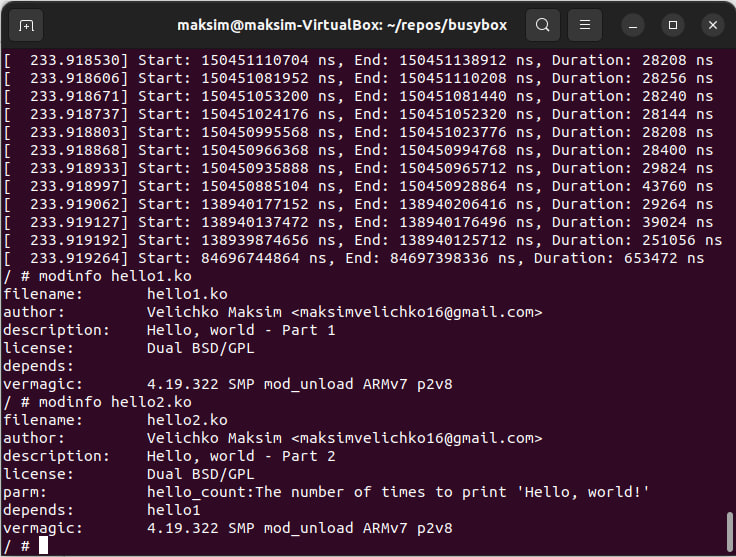 maksim@maksim-VirtualBox: ~/repos/busybox
[  233.918530] Start: 150451110704 ns, End: 150451138912 ns, Duration: 28208 ns
[  233.918606] Start: 150451081952 ns, End: 150451110208 ns, Duration: 28256 ns
[  233.918671] Start: 150451053200 ns, End: 150451081440 ns, Duration: 28240 ns
[  233.918737] Start: 150451024176 ns, End: 150451052320 ns, Duration: 28144 ns
[  233.918803] Start: 150450995568 ns, End: 150451023776 ns, Duration: 28208 ns
[  233.918868] Start: 150450966368 ns, End: 150450994768 ns, Duration: 28400 ns
[  233.918933] Start: 150450935888 ns, End: 150450965712 ns, Duration: 29824 ns
[  233.918997] Start: 150450885104 ns, End: 150450928864 ns, Duration: 43760 ns
[  233.919062] Start: 138940177152 ns, End: 138940206416 ns, Duration: 29264 ns
[  233.919127] Start: 138940137472 ns, End: 138940176496 ns, Duration: 39024 ns
[  233.919192] Start: 138939874656 ns, End: 138940125712 ns, Duration: 251056 ns
[  233.919264] Start: 84696744864 ns, End: 84697398336 ns, Duration: 653472 ns
/ # modinfo hello1.ko
filename:       hello1.ko
author:         Velichko Maksim <maksimvelichko16@gmail.com>
description:    Hello, world - Part 1
license:        Dual BSD/GPL
depends:
vermagic:       4.19.322 SMP mod_unload ARMv7 p2v8
/ # modinfo hello2.ko
filename:       hello2.ko
author:         Velichko Maksim <maksimvelichko16@gmail.com>
description:    Hello, world - Part 2
license:        Dual BSD/GPL
parm:           hello_count:The number of times to print 'Hello, world!'
depends:        hello1
vermagic:       4.19.322 SMP mod_unload ARMv7 p2v8
/ #